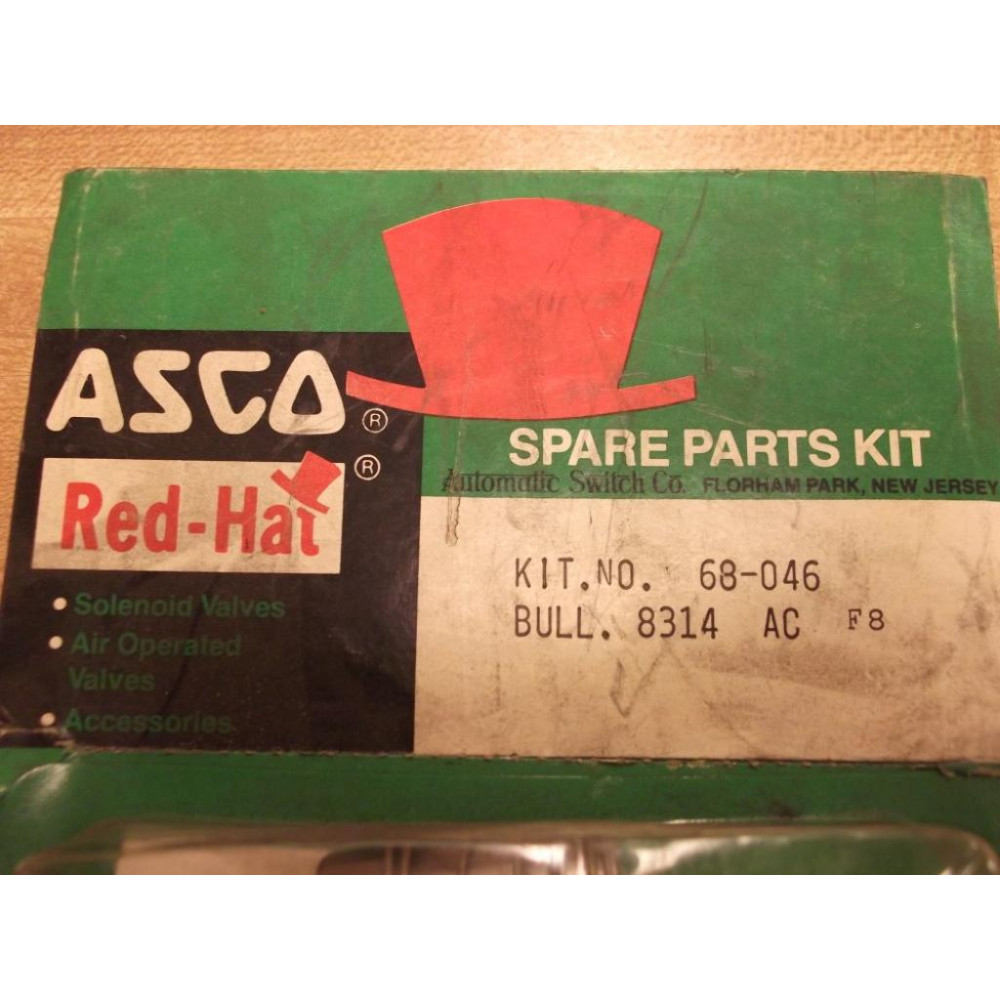 ASCO ®
Red-Hat ®
• Solenoid Valves
• Air Operated
Valves
• Accessories
SPARE PARTS KIT
Automatic Switch Co. FLORHAM PARK, NEW JERSEY
KIT.NO. 68-046
BULL. 8314 AC F8